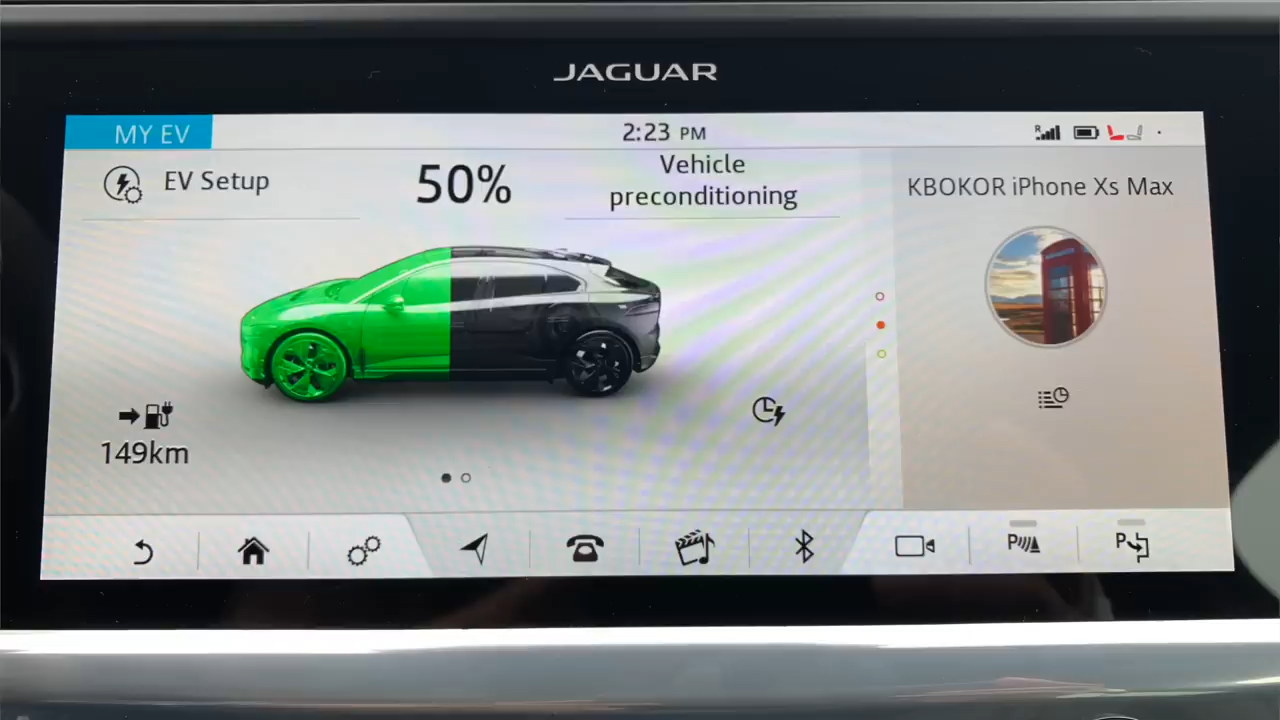 JAGUAR
MY EV
2:23 PM
R
EV Setup
50%
Vehicle
preconditioning
KBOKOR iPhone Xs Max
149km
P
P